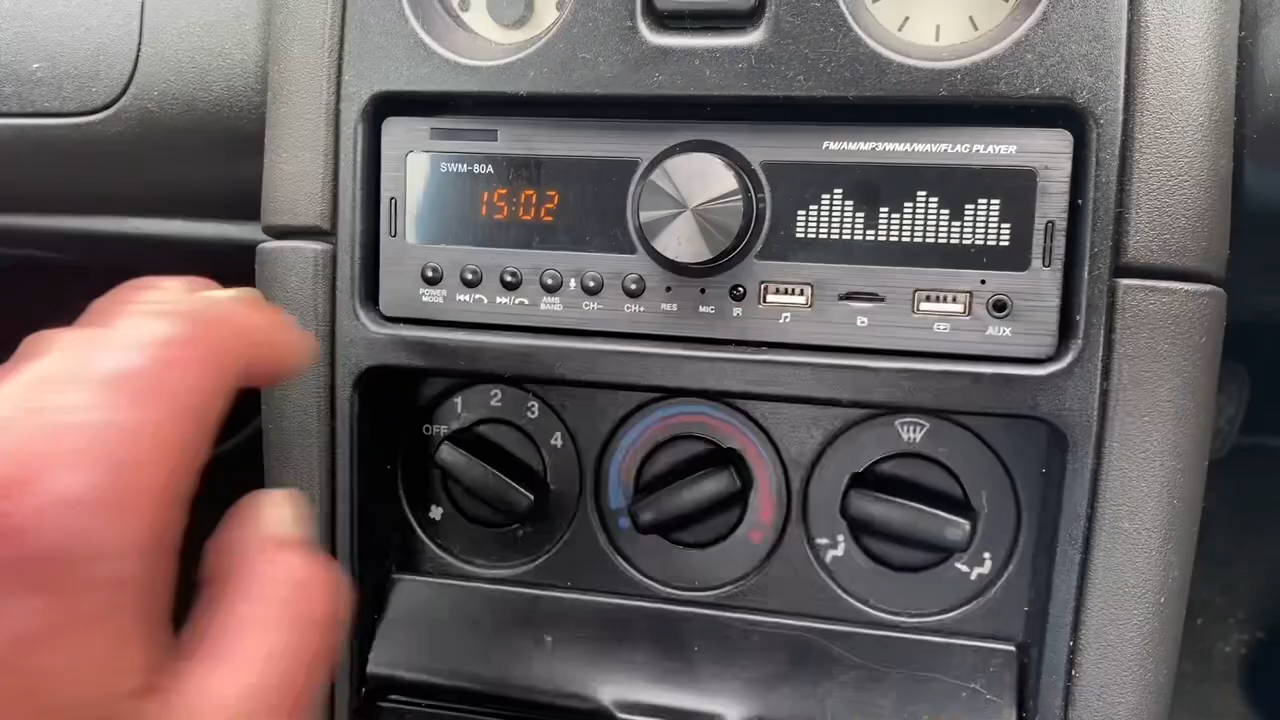 FM/AM/MP3/WMA/WAV/FLAC PLAYER
SWM-80A
15:02
POWER
MODE
AMS
BAND
CH-
CH+
RES
MIC
IR
AUX
1 2 3 4
OFF